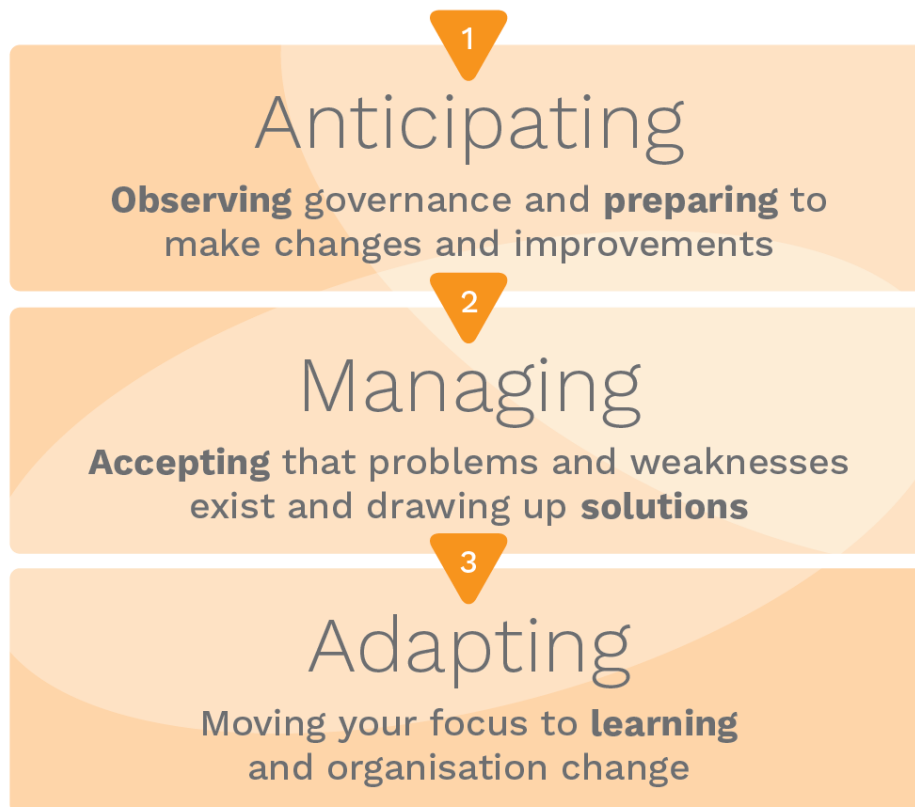 1
Anticipating
Observing governance and preparing to
make changes and improvements
2
Managing
Accepting that problems and weaknesses
exist and drawing up solutions
3
Adapting
Moving your focus to learning
and organisation change